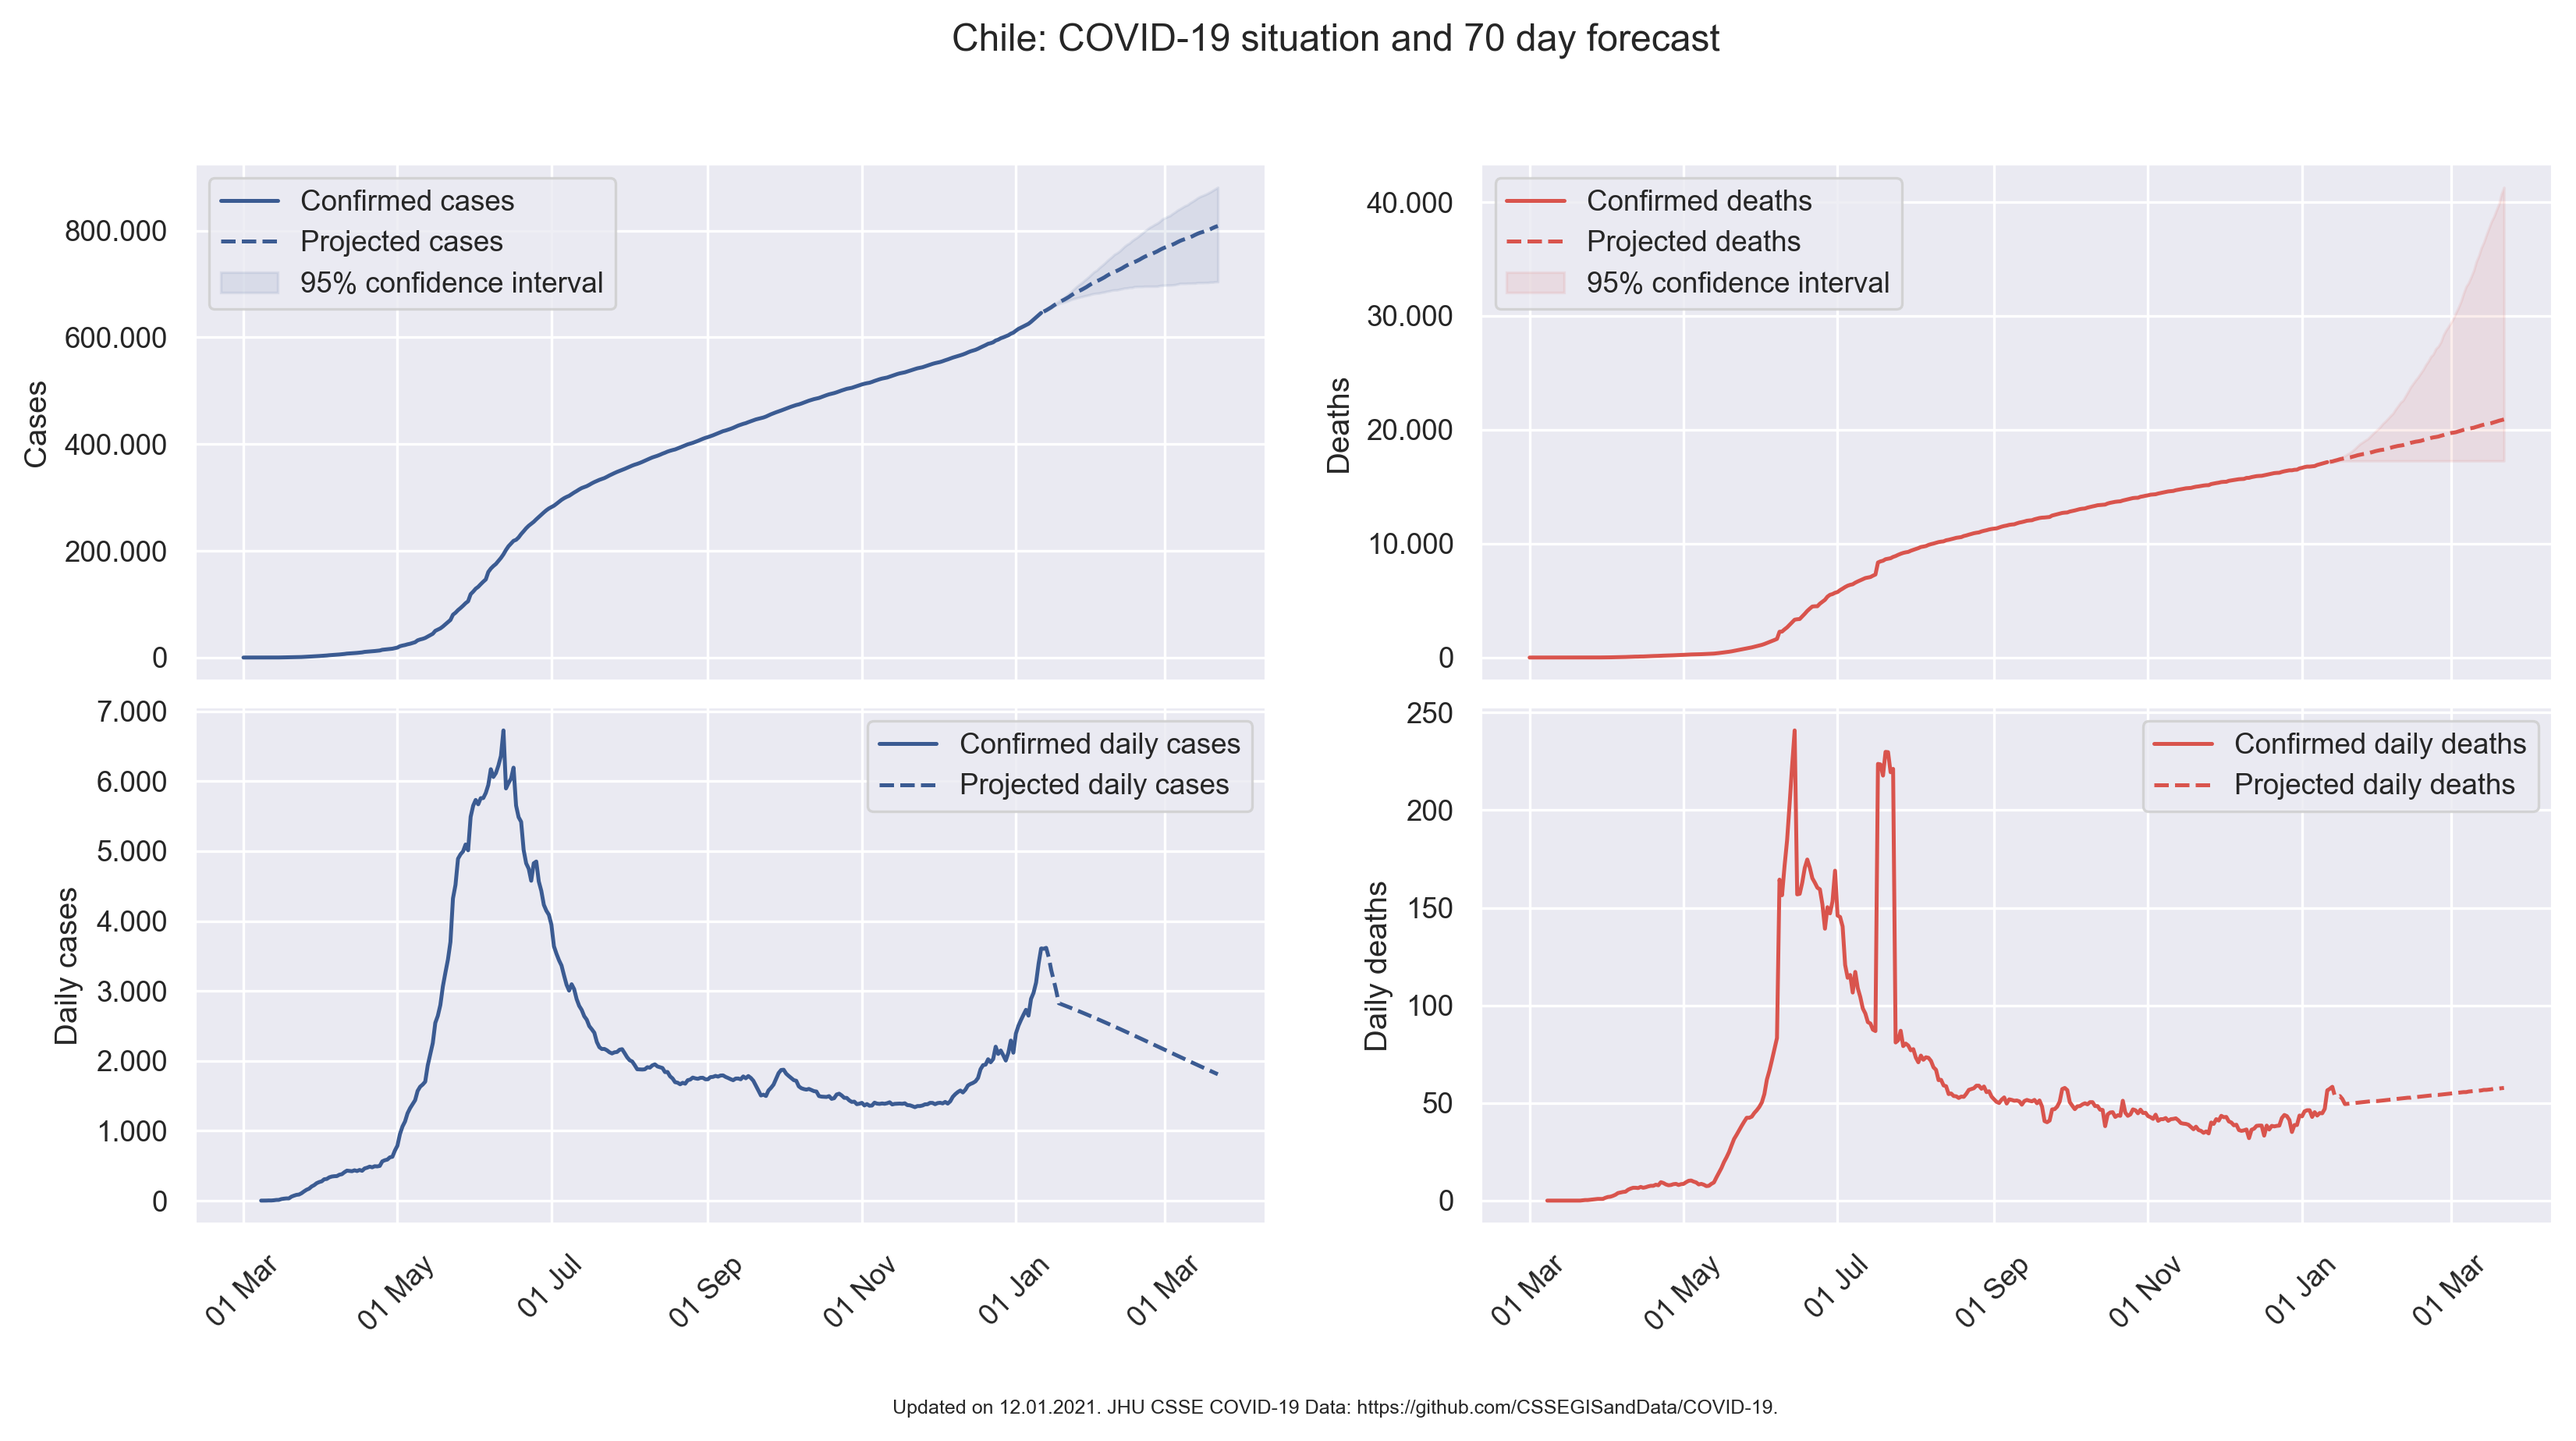 Chile: COVID-19 situation and 70 day forecast
Confirmed cases
Projected cases
95% confidence interval
800.000
600.000
400.000
200.000
0
Cases
Confirmed deaths
Projected deaths
95% confidence interval
40.000
30.000
20.000
10.000
0
Deaths
Confirmed daily cases
Projected daily cases
7.000
6.000
5.000
4.000
3.000
2.000
1.000
0
Daily cases
01 Mar
01 May
01 Jul
01 Sep
01 Nov
01 Jan
01 Mar
Confirmed daily deaths
Projected daily deaths
250
200
150
100
50
0
Daily deaths
01 Mar
01 May
01 Jul
01 Sep
01 Nov
01 Jan
01 Mar
Updated on 12.01.2021. JHU CSSE COVID-19 Data: https://github.com/CSSEGISandData/COVID-19.